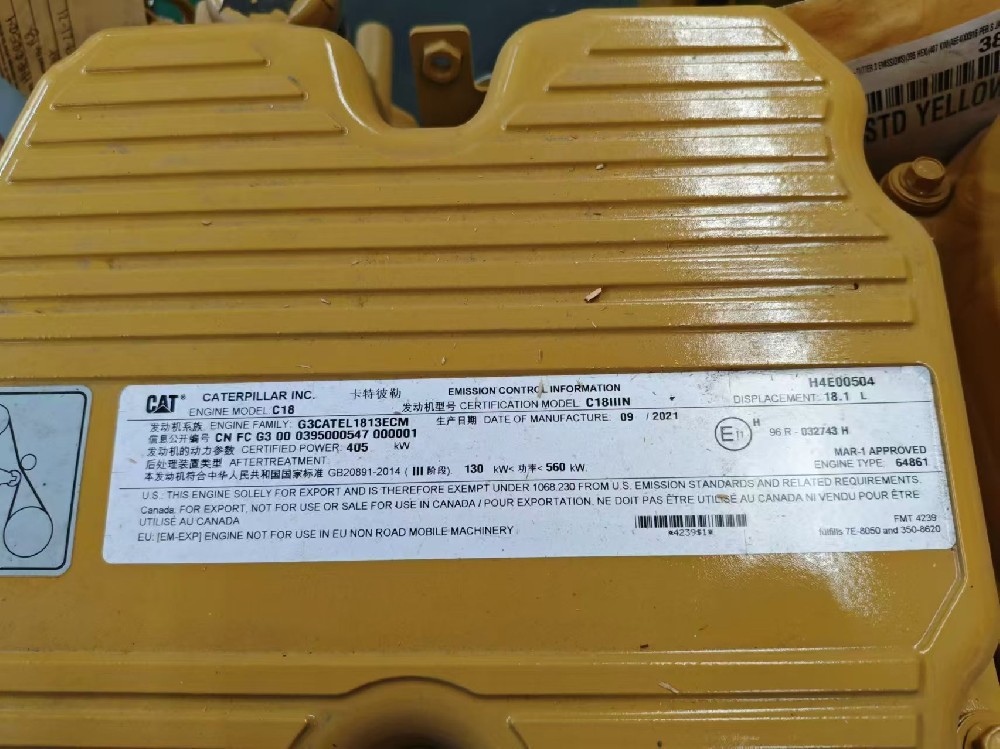 STD YELLOW
CAT® CATERPILLAR INC. 卡特彼勒 EMISSION CONTROL INFORMATION H4E00504
ENGINE MODEL C18 发动机型号 CERTIFICATION MODEL C18IIIN DISPLACEMENT: 18.1 L
发动机系族 ENGINE FAMILY: G3CATEL1813ECM 生产日期 DATE OF MANUFACTURE: 09 / 2021
信息公开编号 CN FC G3 00 0395000547 000001
发动机的动力参数 CERTIFIED POWER: 405 kW E11 H 96 R - 032743 H
后处理装置类型 AFTERTREATMENT: MAR-1 APPROVED
本发动机符合中华人民共和国国家标准 GB20891-2014 ( III 阶段). 130 kW< 功率< 560 kW. ENGINE TYPE: 64861
U.S.: THIS ENGINE SOLELY FOR EXPORT AND IS THEREFORE EXEMPT UNDER 1068.230 FROM U.S. EMISSION STANDARDS AND RELATED REQUIREMENTS.
Canada: FOR EXPORT, NOT FOR USE OR SALE FOR USE IN CANADA / POUR EXPORTATION. NE DOIT PAS ÊTRE UTILISÉ AU CANADA NI VENDU POUR ÊTRE
UTILISÉ AU CANADA
EU: [EM-EXP] ENGINE NOT FOR USE IN EU NON ROAD MOBILE MACHINERY
FMT 4239
fulfills 7E-8050 and 350-8620